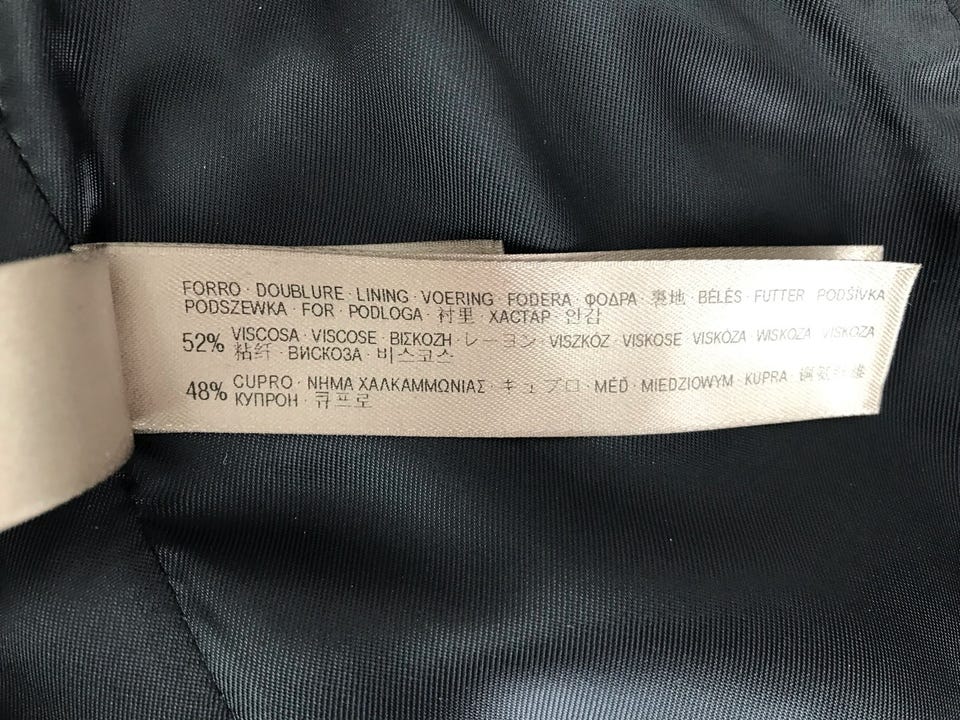 FORRO · DOUBLURE · LINING · VOERING · FODERA · ΦΟΔΡΑ · 裏地 · BÉLÉS · FUTTER · PODŠÍVKA
PODSZEWKA · FOR · PODLOGA · 衬里 · ХАСТАР · 안감
52% VISCOSA · VISCOSE · ΒΙΣΚΟΖΗ · レーヨン · VISZKÓZ · VISKOSE · VISKÓZA · WISKOZA · VISKOZA
粘纤 · ВИСКОЗА · 비스코스
48% CUPRO · ΝΗΜΑ ΧΑΛΚΑΜΜΩΝΙΑΣ · キュプロ · MĚĎ · MIEDZIOWYM · KUPRA
КУПРОН · 큐프로